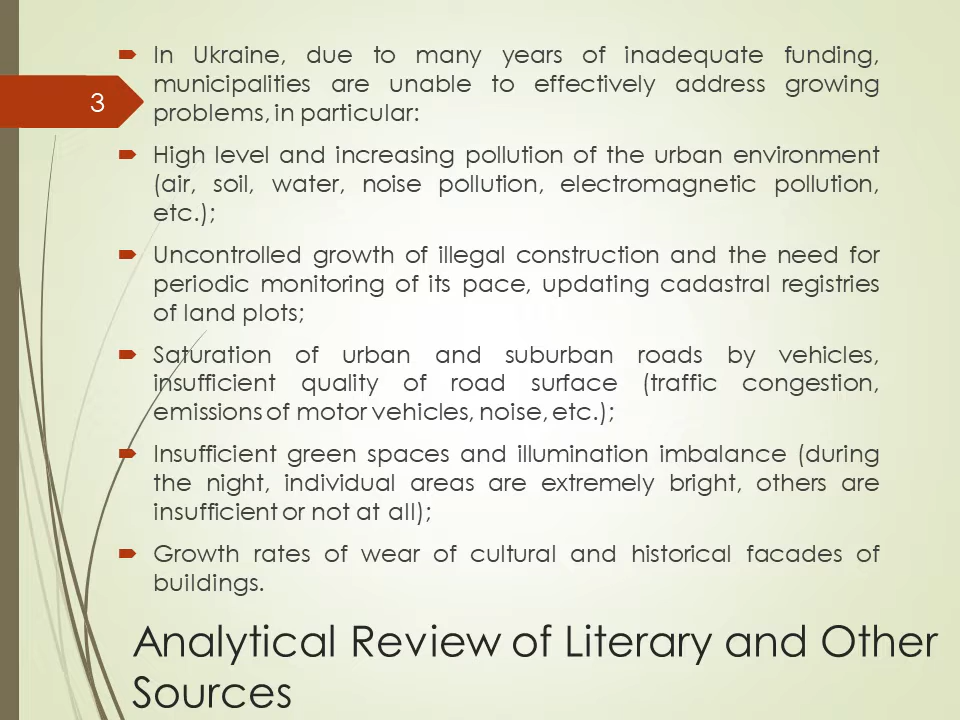 In Ukraine, due to many years of inadequate funding,
municipalities are unable to effectively address growing
problems, in particular:
3
High level and increasing pollution of the urban environment
(air, soil, water, noise pollution, electromagnetic pollution,
etc.);
Uncontrolled growth of illegal construction and the need for
periodic monitoring of its pace, updating cadastral registries
of land plots;
Saturation of urban and suburban roads by vehicles,
insufficient quality of road surface (traffic congestion,
emissions of motor vehicles, noise, etc.);
Insufficient green spaces and illumination imbalance (during
the night, individual areas are extremely bright, others are
insufficient or not at all);
Growth rates of wear of cultural and historical facades of
buildings.
Analytical Review of Literary and Other
Sources